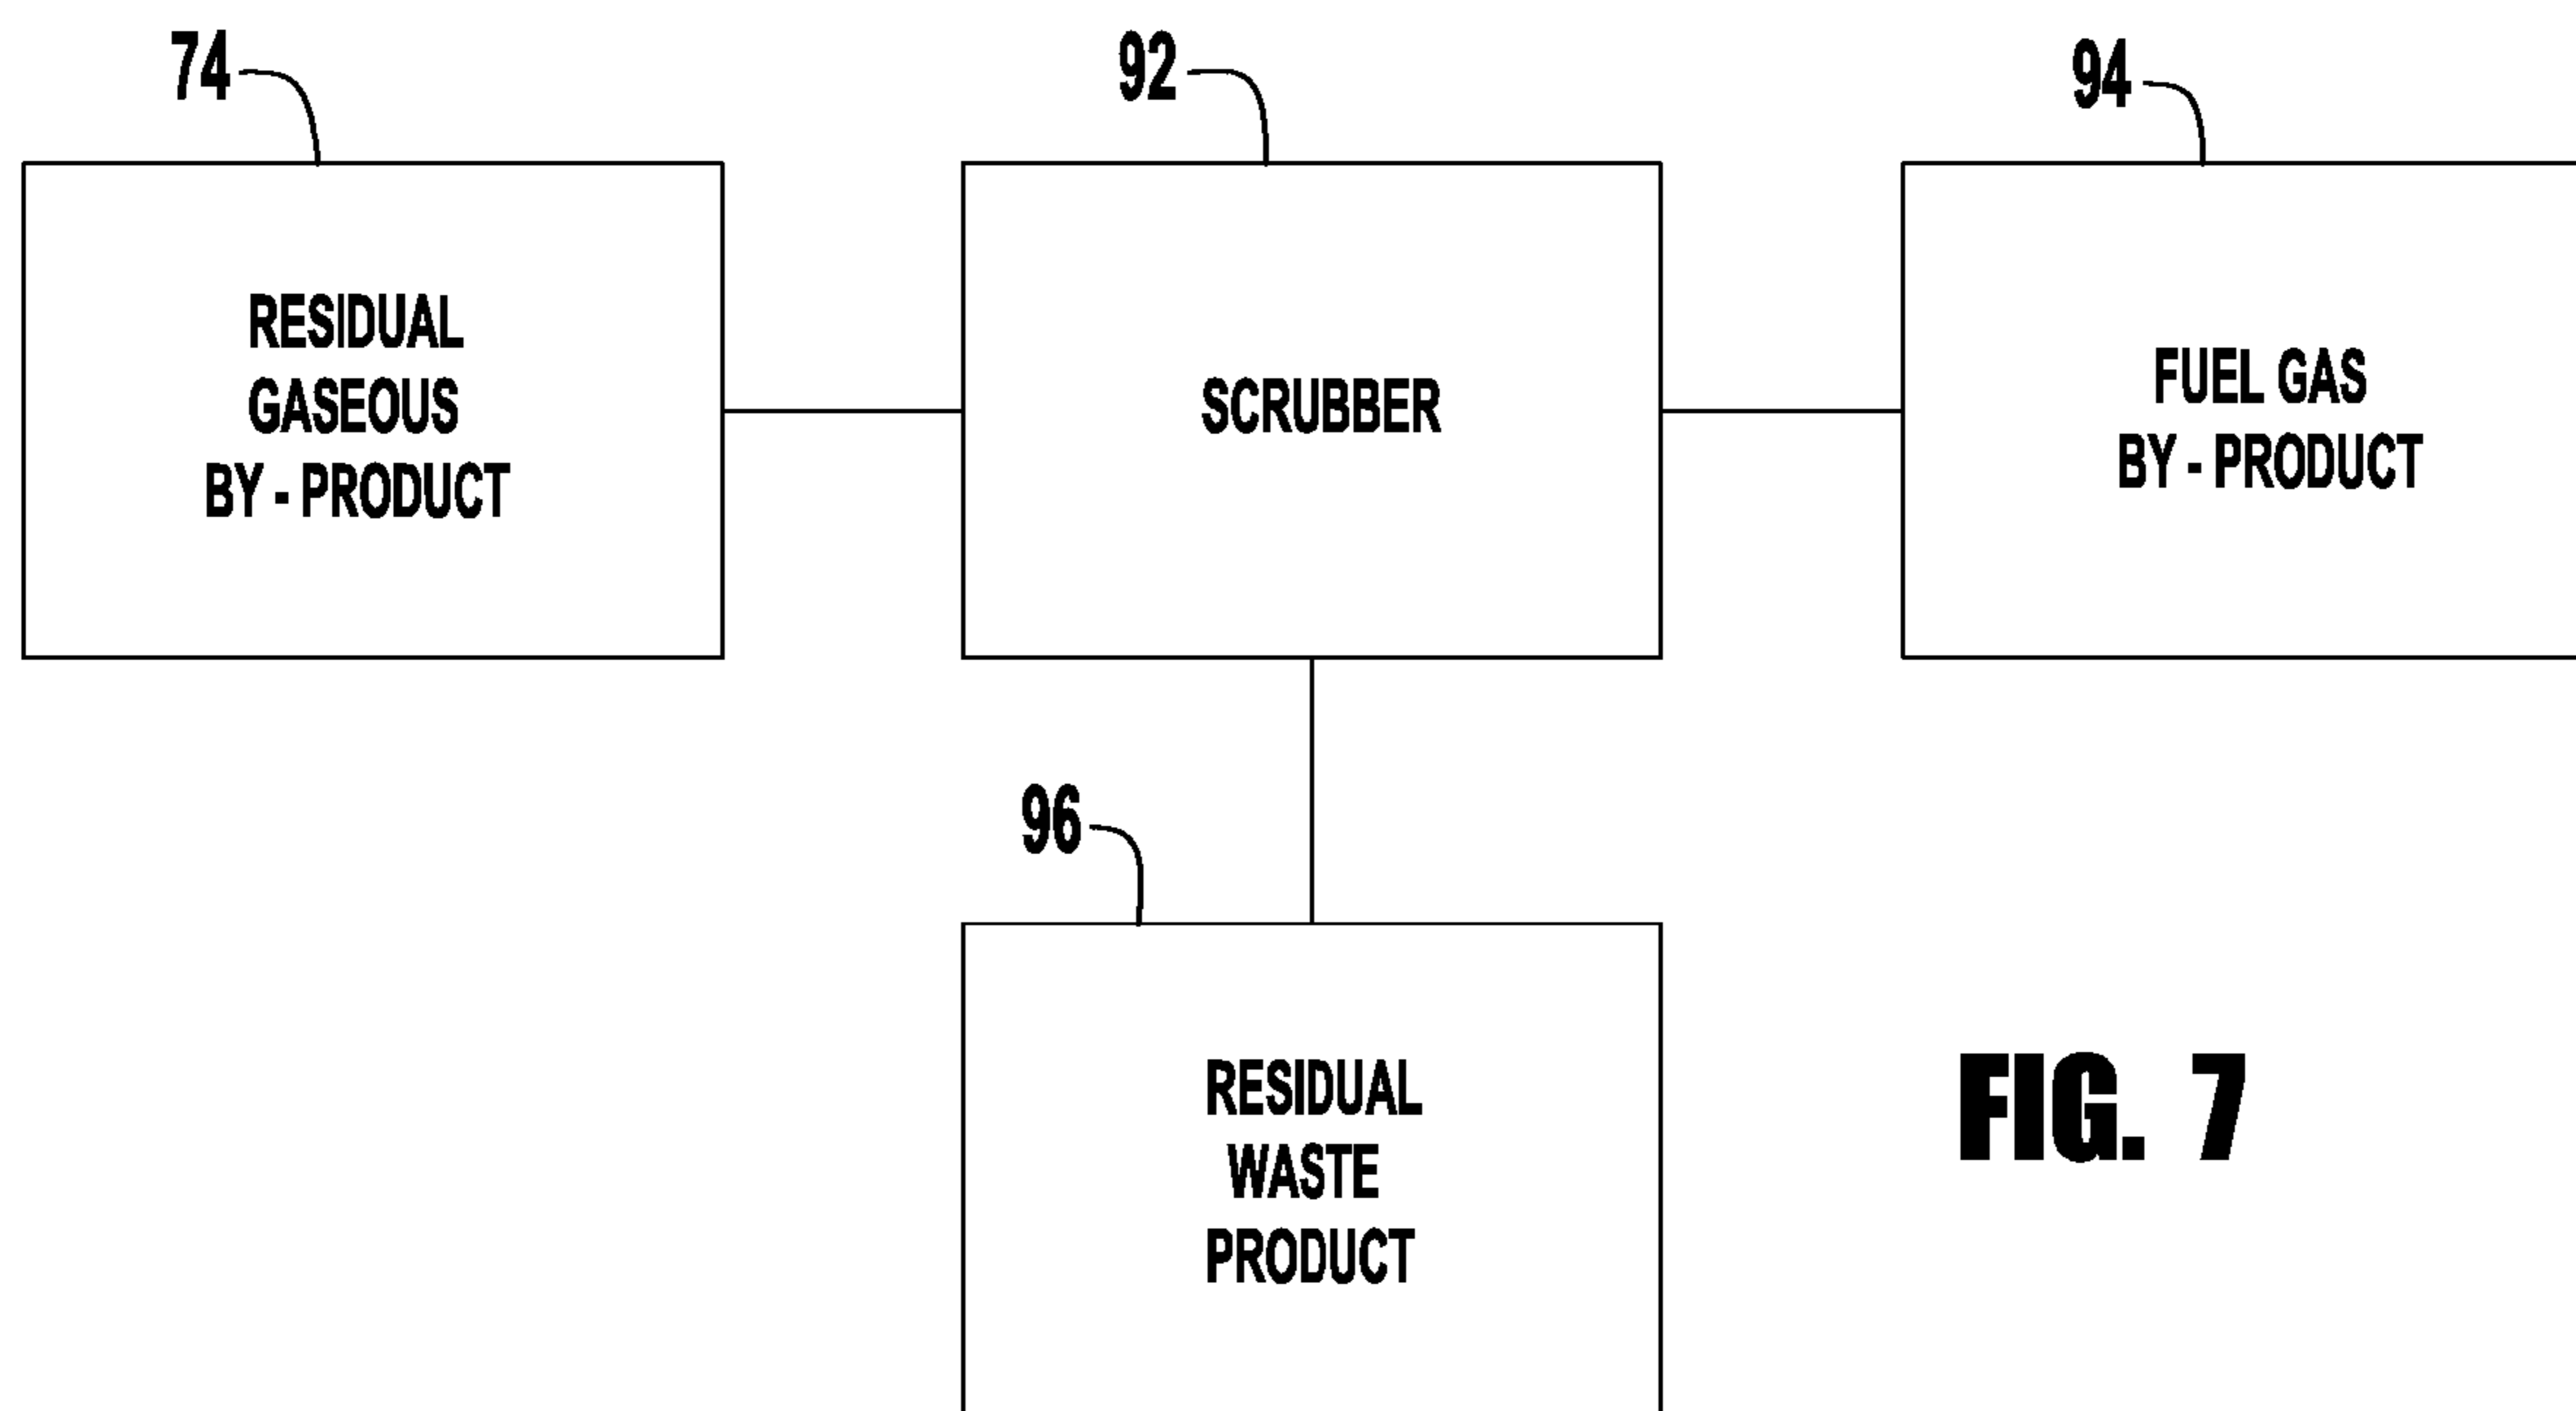 74
92
94
RESIDUAL
GASEOUS
BY - PRODUCT
SCRUBBER
FUEL GAS
BY - PRODUCT
96
RESIDUAL
WASTE
PRODUCT
FIG. 7